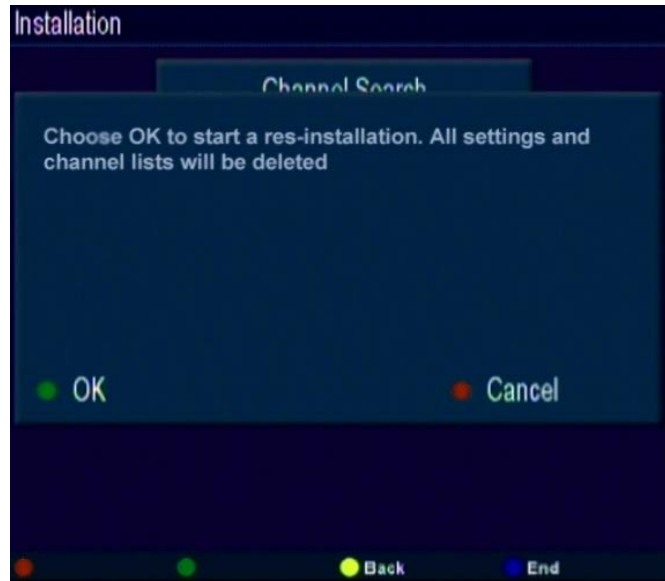 Installation
Channel Search
Choose OK to start a res-installation. All settings and
channel lists will be deleted
OK
Cancel
Back
End